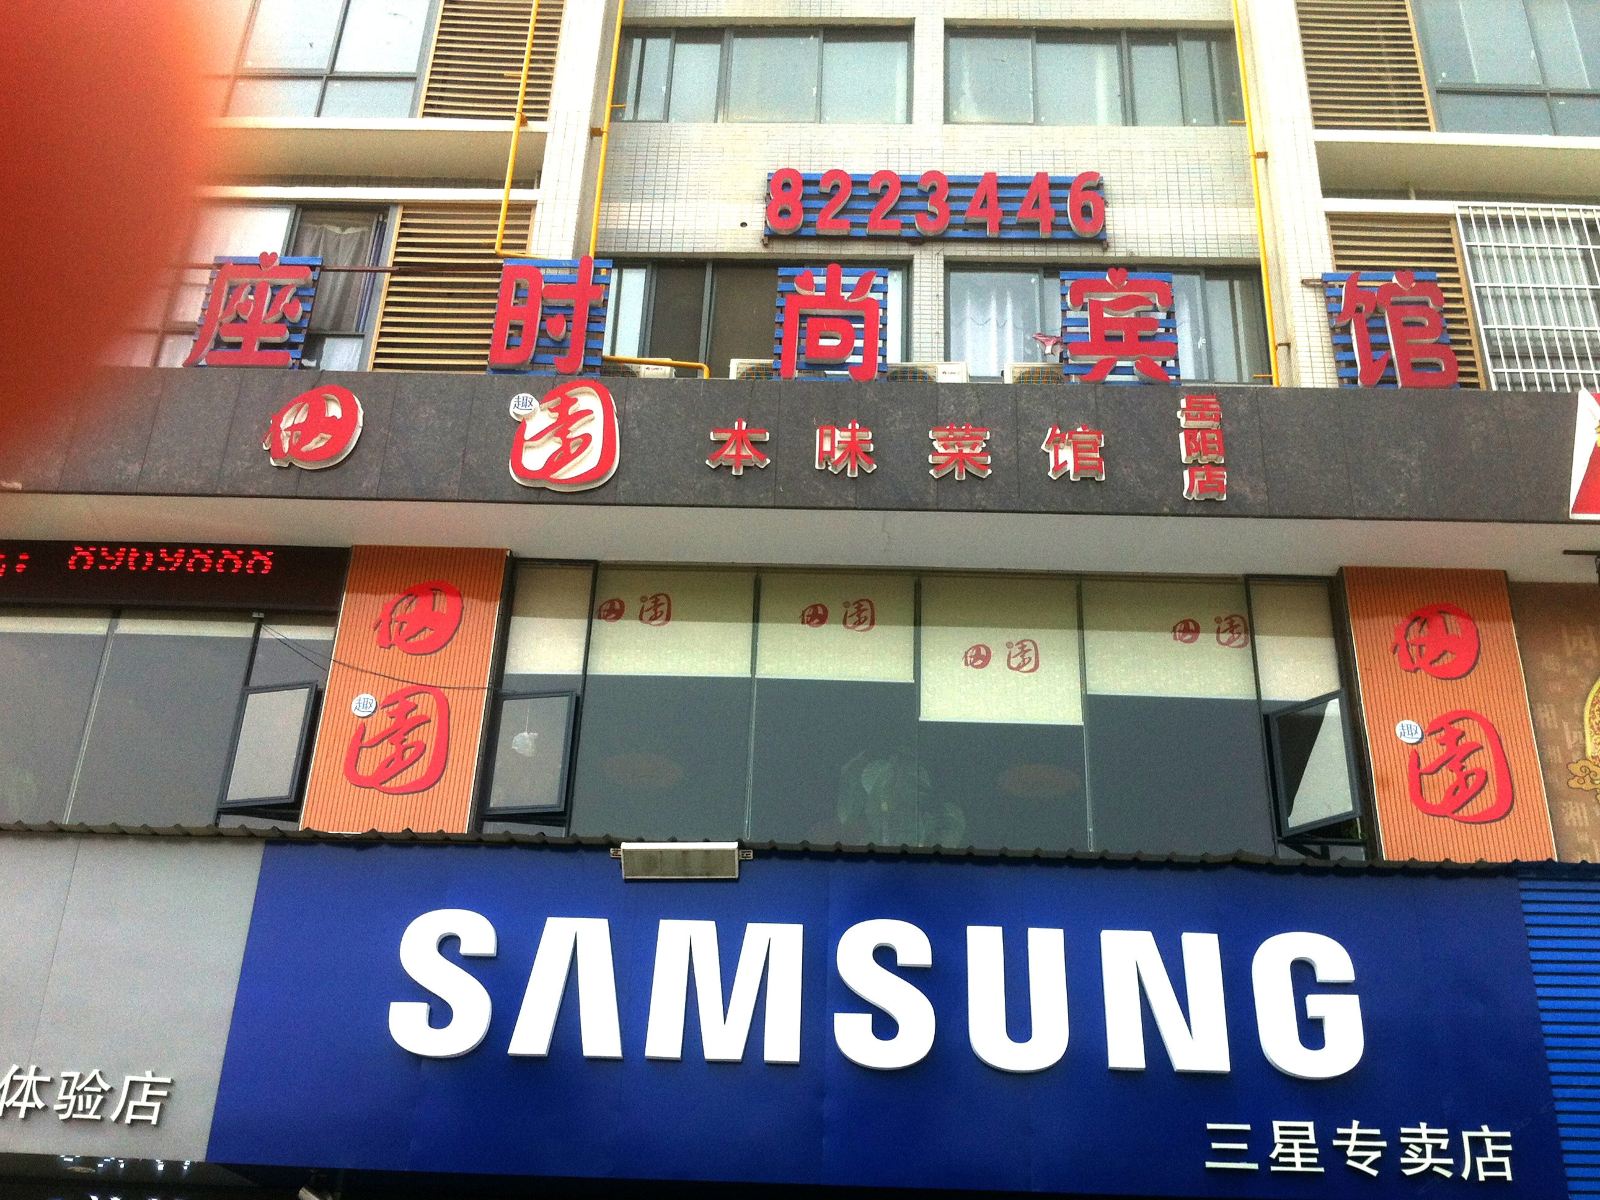 8223446
座时尚宾馆
田趣园 本味菜馆 岳阳店
田园 田园 田园 田园
田趣园
田趣园
SAMSUNG
体验店
三星专卖店